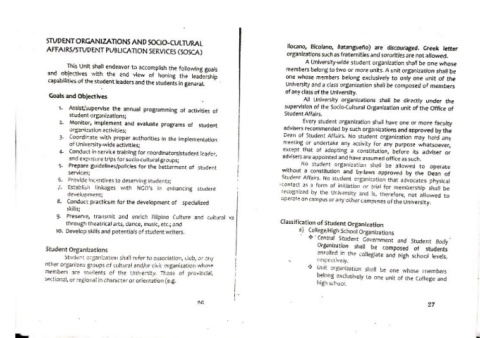 STUDENT ORGANIZATIONS AND SOCIO-CULTURAL
AFFAIRS/STUDENT PUBLICATION SERVICES (SOSCA)
This Unit shall endeavor to accomplish the following goals
and objectives with the end view of honing the leadership
capabilities of the student leaders and the students in general.
Goals and Objectives
1. Assist/supervise the annual programming of activities of
student organizations;
2. Monitor, implement and evaluate programs of student
organization activities;
3. Coordinate with proper authorities in the implementation
of University-wide activities;
4. Conduct in service training for coordination/student leader,
and exposure trips for socio-cultural groups;
5. Prepare guidelines/policies for the betterment of student
services;
6. Provide incentives to deserving students;
7. Establish linkages with NGO's in enhancing student
development;
8. Conduct practicum for the development of specialized
skills;
9. Preserve, transmit and enrich Filipino Culture and cultural
through theatrical arts, dance, music, etc.; and
10. Develop skills and potentials of student writers.
Student Organizations
Student organization shall refer to association, club, or any
other organized groups of cultural and/or civic organization whose
members are students of the University. Those of provincial,
sectional, or regional in character or orientation (e.g.
Ilocano, Bicolano, Batangueño) are discouraged. Greek letter
organizations such as fraternities and sororities are not allowed.
A University-wide student organization shall be one whose
members belong to two or more units. A unit organization shall be
one whose members belong exclusively to only one unit of the
University and a class organization shall be composed of members
of any class of the University.
All University organizations shall be directly under the
supervision of the Socio-Cultural Organization unit of the Office of
Student Affairs.
Every student organization shall have one or more faculty
advisers recommended by such organizations and approved by the
Dean of Student Affairs. No student organization may hold any
meeting or undertake any activity for any purpose whatsoever,
except that of adopting a constitution, before its adviser or
advisers are appointed and have assumed office as such.
No student organization shall be allowed to operate
without a constitution and by-laws approved by the Dean of
Student Affairs. No student organization that advocates physical
contact as a form of initiation or trial for membership shall be
recognized by the University and is, therefore, not allowed to
operate on campus or any other campuses of the University.
Classification of Student Organization
a) College/High School Organizations
❖ Central Student Government and Student Body
Organization shall be composed of students
enrolled in the collegiate and high school levels,
respectively.
❖ Unit organization shall be one whose members
belong exclusively to one unit of the College and
high school.
27